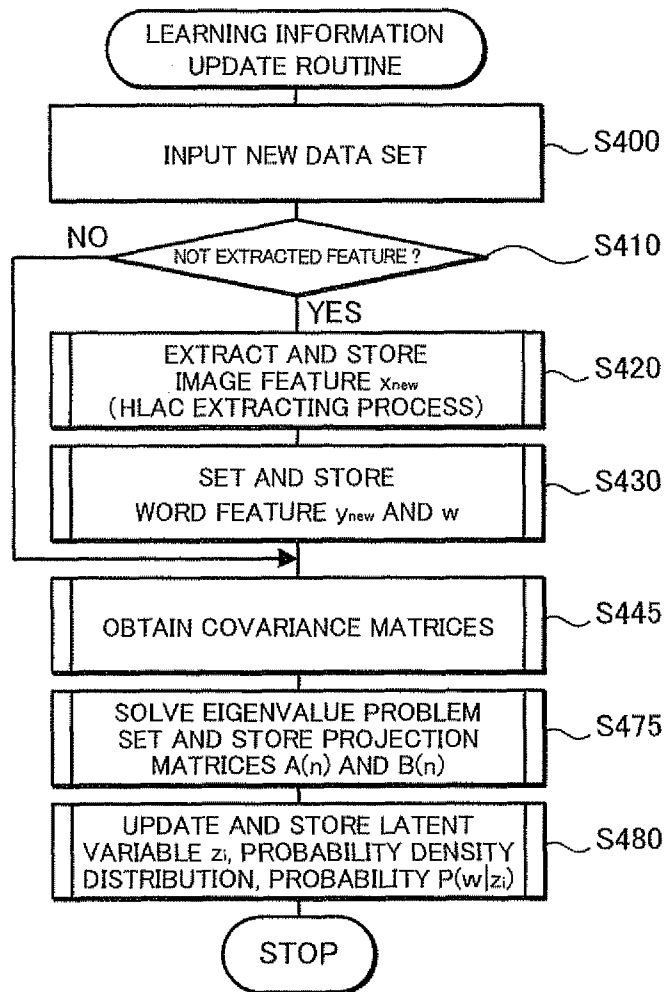 LEARNING INFORMATION
UPDATE ROUTINE
INPUT NEW DATA SET
S400
NO
NOT EXTRACTED FEATURE ?
S410
YES
EXTRACT AND STORE
IMAGE FEATURE xnew
(HLAC EXTRACTING PROCESS)
S420
SET AND STORE
WORD FEATURE ynew AND w
S430
OBTAIN COVARIANCE MATRICES
S445
SOLVE EIGENVALUE PROBLEM
SET AND STORE PROJECTION
MATRICES A(n) AND B(n)
S475
UPDATE AND STORE LATENT
VARIABLE zi, PROBABILITY DENSITY
DISTRIBUTION, PROBABILITY P(w|zi)
S480
STOP